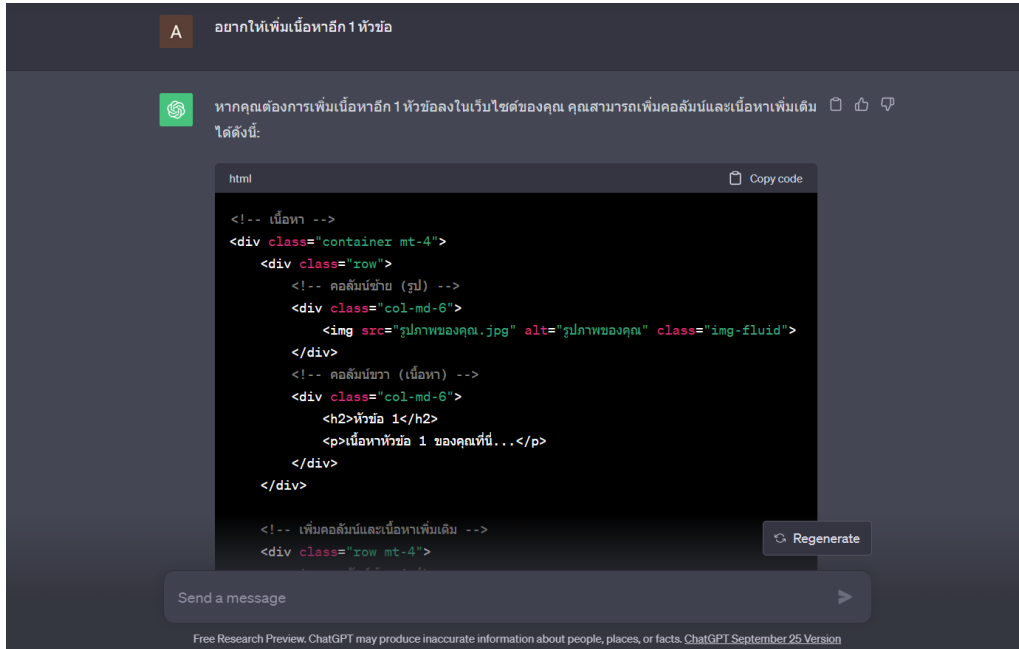 A
อยากให้เพิ่มเนื้อหาอีก 1 หัวข้อ
หากคุณต้องการเพิ่มเนื้อหาอีก 1 หัวข้อลงในเว็บไซต์ของคุณ คุณสามารถเพิ่มคอลัมน์และเนื้อหาเพิ่มเติม
ได้ดังนี้:
html Copy code
<!-- เนื้อหา -->
<div class="container mt-4">
<div class="row">
<!-- คอลัมน์ซ้าย (รูป) -->
<div class="col-md-6">
<img src="รูปภาพของคุณ.jpg" alt="รูปภาพของคุณ" class="img-fluid">
</div>
<!-- คอลัมน์ขวา (เนื้อหา) -->
<div class="col-md-6">
<h2>หัวข้อ 1</h2>
<p>เนื้อหาหัวข้อ 1 ของคุณที่นี่...</p>
</div>
</div>
<!-- เพิ่มคอลัมน์และเนื้อหาเพิ่มเติม -->
<div class="row mt-4">
Regenerate
Send a message
Free Research Preview. ChatGPT may produce inaccurate information about people, places, or facts. ChatGPT September 25 Version